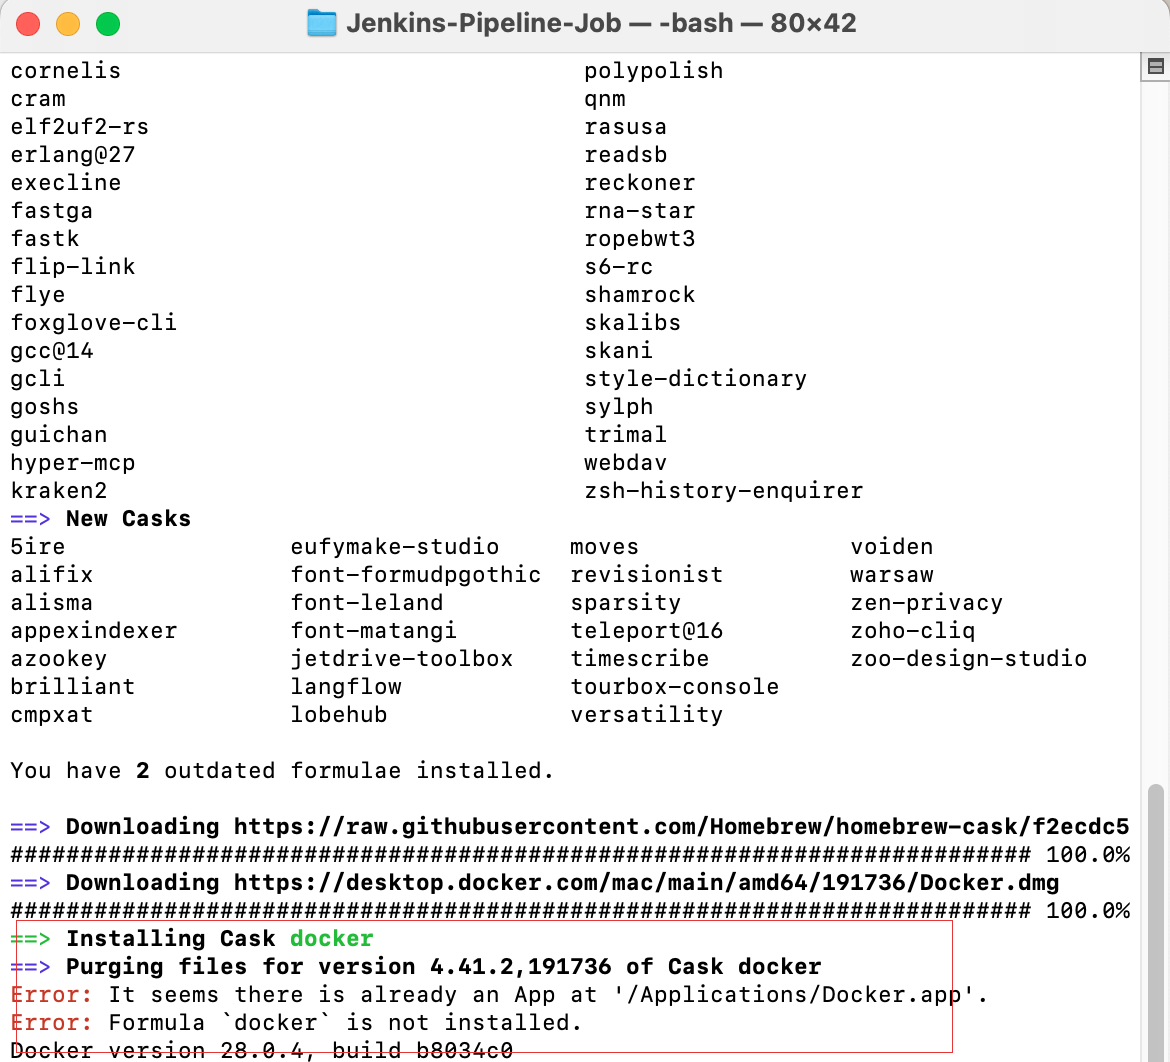 Jenkins-Pipeline-Job — -bash — 80×42
cornelis polypolish
cram qnm
elf2uf2-rs rasusa
erlang@27 readsb
execline reckoner
fastga rna-star
fastk ropebwt3
flip-link s6-rc
flye shamrock
foxglove-cli skalibs
gcc@14 skani
gcli style-dictionary
goshs sylph
guichan trimal
hyper-mcp webdav
kraken2 zsh-history-enquirer
==> New Casks
5ire eufymake-studio moves voiden
alifix font-formudpgothic revisionist warsaw
alisma font-leland sparsity zen-privacy
appexindexer font-matangi teleport@16 zoho-cliq
azookey jetdrive-toolbox timescribe zoo-design-studio
brilliant langflow tourbox-console
cmpxat lobehub versatility
You have 2 outdated formulae installed.
==> Downloading https://raw.githubusercontent.com/Homebrew/homebrew-cask/f2ecdc5
######################################################################### 100.0%
==> Downloading https://desktop.docker.com/mac/main/amd64/191736/Docker.dmg
######################################################################### 100.0%
==> Installing Cask docker
==> Purging files for version 4.41.2,191736 of Cask docker
Error: It seems there is already an App at '/Applications/Docker.app'.
Error: Formula `docker` is not installed.
Docker version 28.0.4, build b8034c0